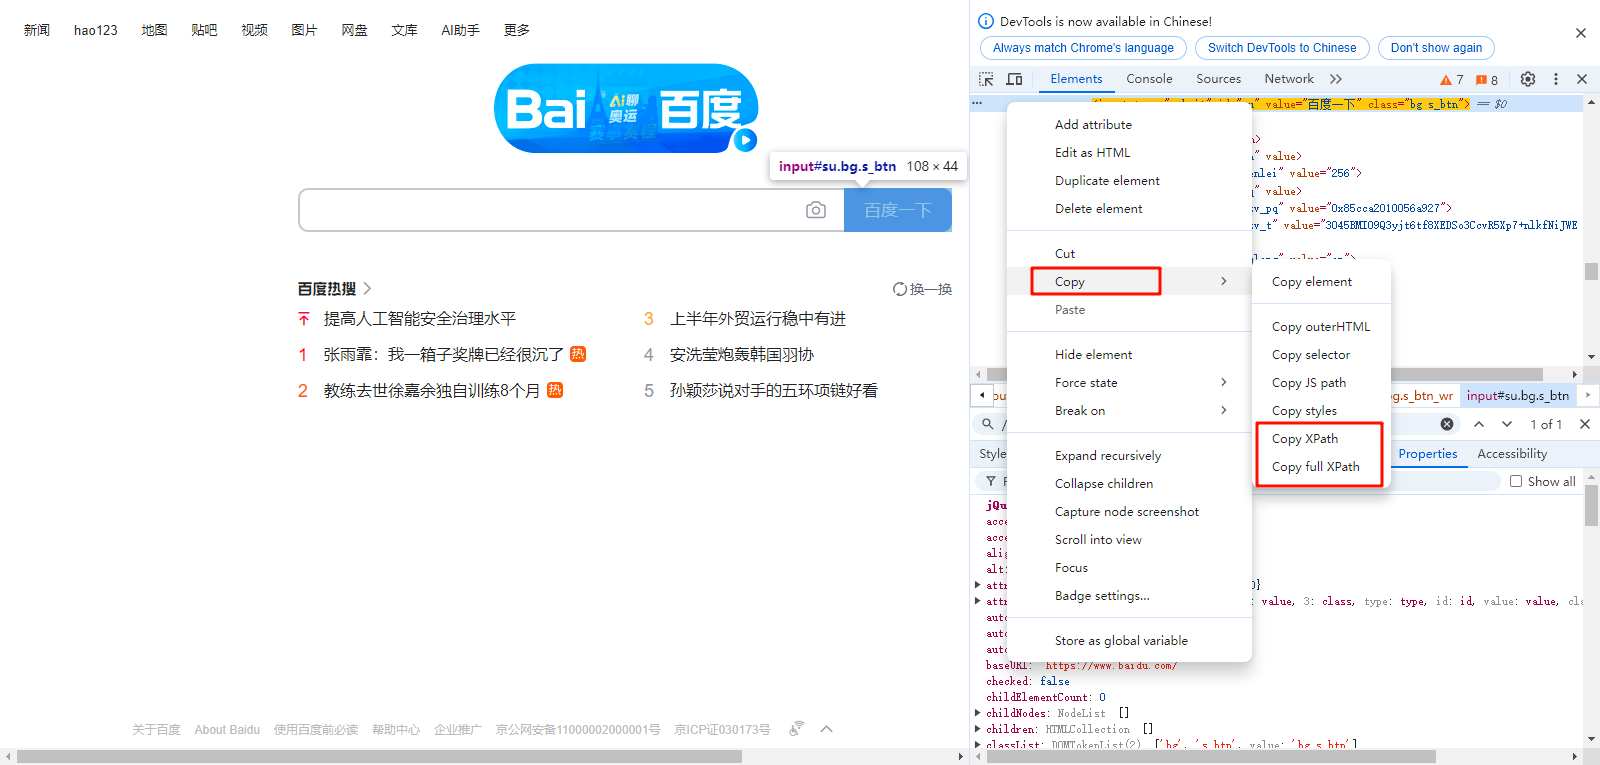 新闻 hao123 地图 贴吧 视频 图片 网盘 文库 AI助手 更多
Bai 百度
Ai聊
奥运
赛事赛程
input#su.bg.s_btn 108 × 44
百度一下
百度热搜
换一换
提高人工智能安全治理水平
1 张雨霏：我一箱子奖牌已经很沉了 热
2 教练去世徐嘉余独自训练8个月 热
3 上半年外贸运行稳中有进
4 安洗莹炮轰韩国羽协
5 孙颖莎说对手的五环项链好看
关于百度 About Baidu 使用百度前必读 帮助中心 企业推广 京公网安备11000002000001号 京ICP证030173号
DevTools is now available in Chinese!
Always match Chrome's language Switch DevTools to Chinese Don't show again
Elements Console Sources Network 7 8
value="百度一下" class="bg s_btn"> == $0
value>
value="256">
value>
sv_pq" value="0x85cca2010056a927">
sv_t" value="3045BMIO9Q3yjt6tf8XEDSo3CcvR5Xp7+nlkfNiJWE
Add attribute
Edit as HTML
Duplicate element
Delete element
Cut
Copy
Paste
Hide element
Force state
Break on
Expand recursively
Collapse children
Capture node screenshot
Scroll into view
Focus
Badge settings...
Store as global variable
Copy element
Copy outerHTML
Copy selector
Copy JS path
Copy styles
Copy XPath
Copy full XPath
ou g.s_btn_wr input#su.bg.s_btn
/ 1 of 1
Style Properties Accessibility
F Show all
jQu
acce
acce
alig
alt:
attr 0}
attr value, 3: class, type: type, id: id, value: value, cla
auto
auto
auto
baseURI: "https://www.baidu.com/"
checked: false
childElementCount: 0
childNodes: NodeList []
children: HTMLCollection []
classList: DOMTokenList(2) ['bg', 's_btn', value: 'bg s_btn']